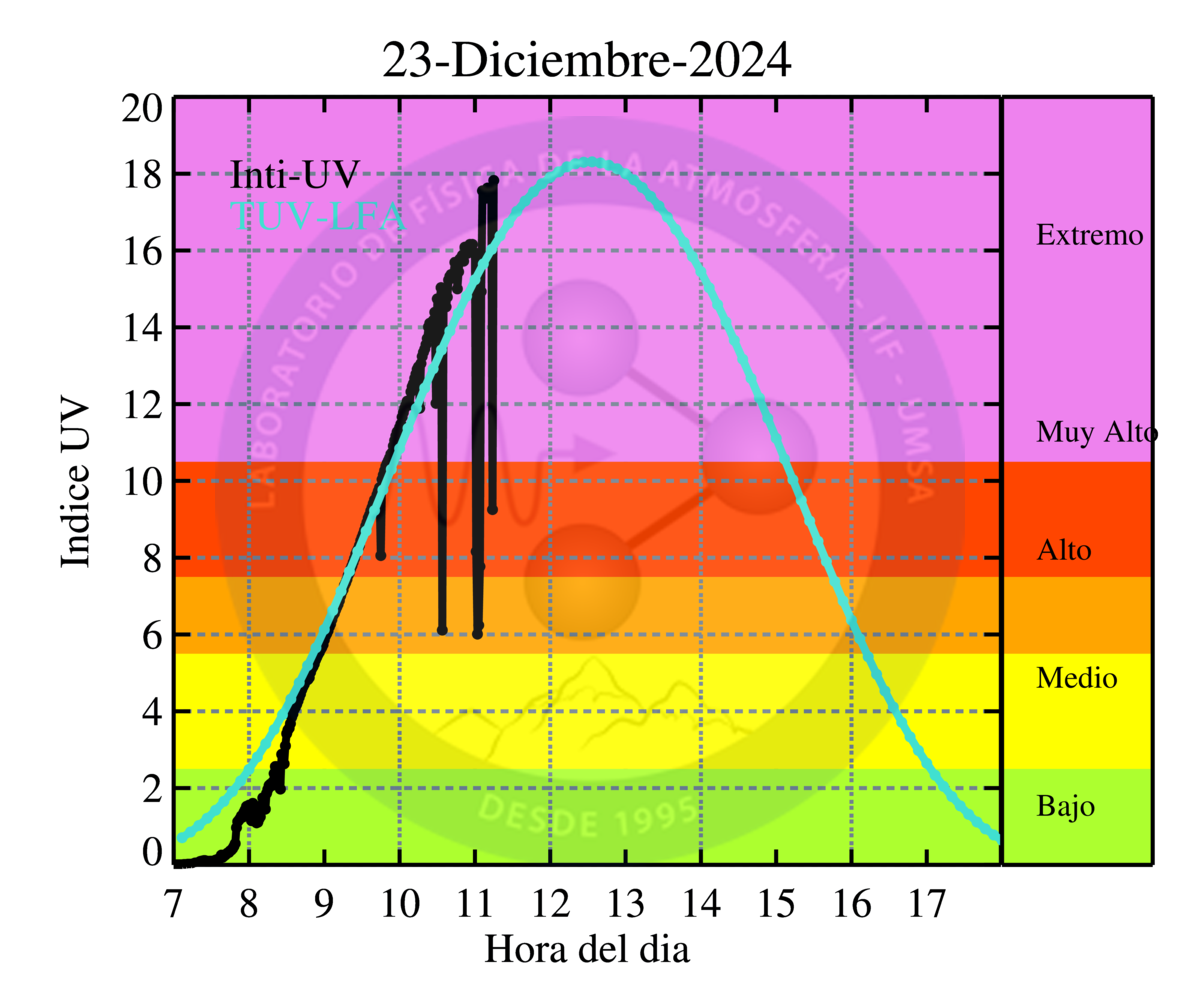 23-Diciembre-2024
Indice UV
20
18
16
14
12
10
8
6
4
2
0
Inti-UV
TUV-LFA
LABORATORIO DE FÍSICA DE LA ATMÓSFERA - IIF - UMSA
DESDE 1995
Extremo
Muy Alto
Alto
Medio
Bajo
7 8 9 10 11 12 13 14 15 16 17
Hora del dia